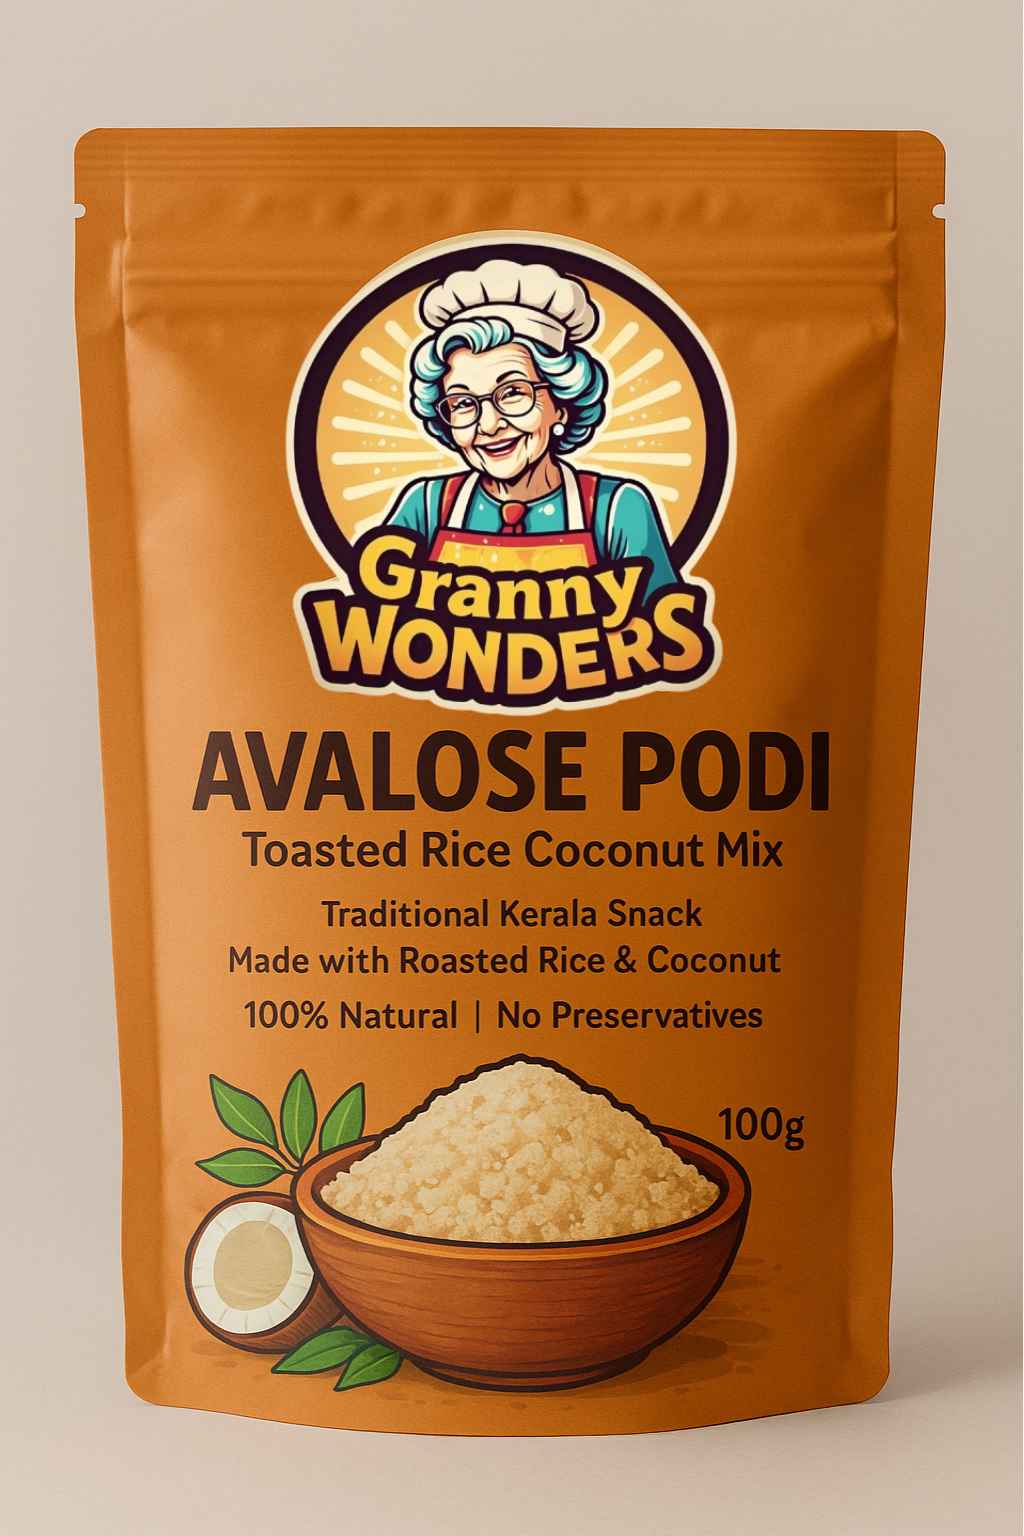 Granny
WONDERS
AVALOSE PODI
Toasted Rice Coconut Mix
Traditional Kerala Snack
Made with Roasted Rice & Coconut
100% Natural | No Preservatives
100g